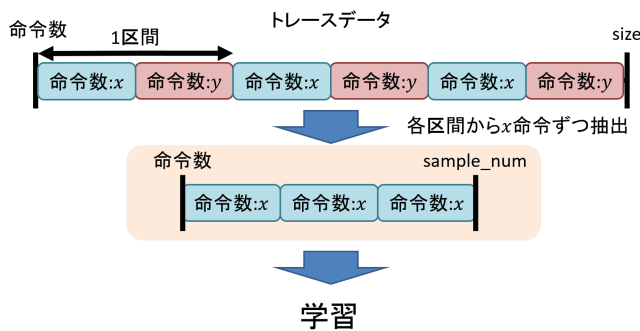 トレースデータ
命令数
1区間
size
命令数:x 命令数:y 命令数:x 命令数:y 命令数:x 命令数:y
各区間からx命令ずつ抽出
命令数
sample_num
命令数:x 命令数:x 命令数:x
学習